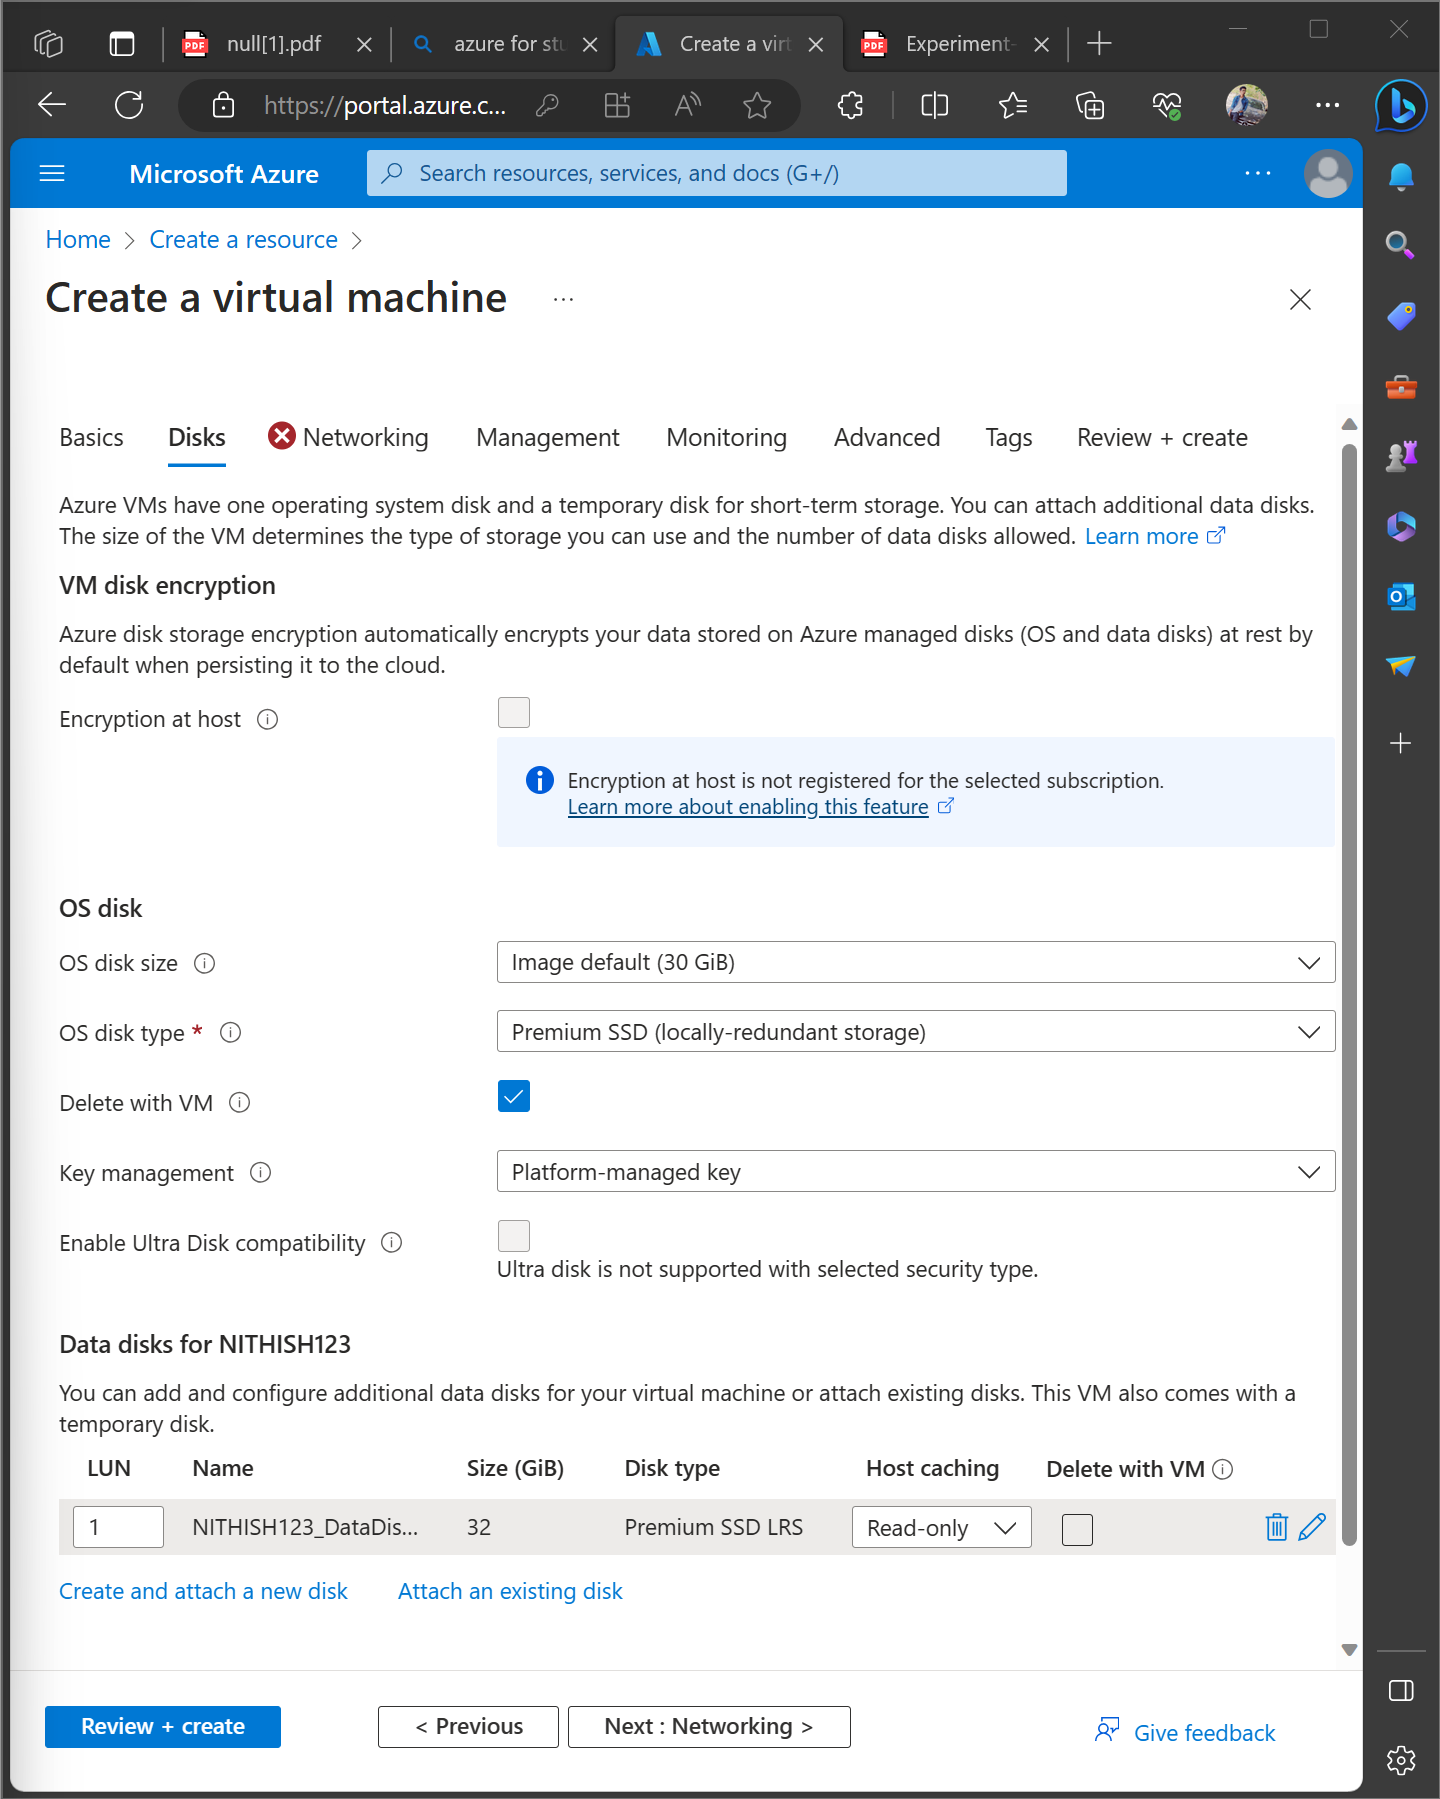 null[1].pdf
azure for stu
Create a virt
Experiment-
https://portal.azure.c...
Microsoft Azure
Search resources, services, and docs (G+/)
Home > Create a resource >
Create a virtual machine ...
Basics Disks Networking Management Monitoring Advanced Tags Review + create
Azure VMs have one operating system disk and a temporary disk for short-term storage. You can attach additional data disks.
The size of the VM determines the type of storage you can use and the number of data disks allowed. Learn more
VM disk encryption
Azure disk storage encryption automatically encrypts your data stored on Azure managed disks (OS and data disks) at rest by
default when persisting it to the cloud.
Encryption at host
Encryption at host is not registered for the selected subscription.
Learn more about enabling this feature
OS disk
OS disk size Image default (30 GiB)
OS disk type * Premium SSD (locally-redundant storage)
Delete with VM
Key management Platform-managed key
Enable Ultra Disk compatibility
Ultra disk is not supported with selected security type.
Data disks for NITHISH123
You can add and configure additional data disks for your virtual machine or attach existing disks. This VM also comes with a
temporary disk.
LUN Name Size (GiB) Disk type Host caching Delete with VM
1 NITHISH123_DataDis... 32 Premium SSD LRS Read-only
Create and attach a new disk Attach an existing disk
Review + create < Previous Next : Networking > Give feedback